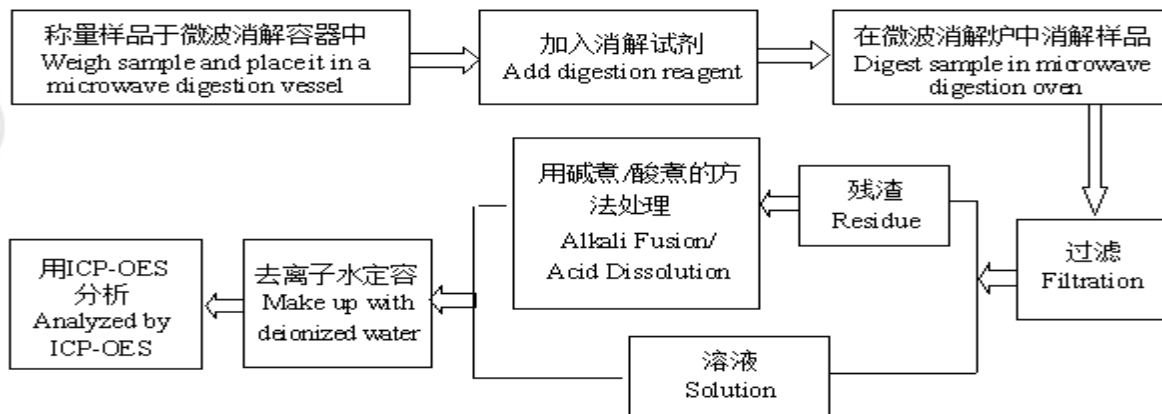 称量样品于微波消解容器中
Weigh sample and place it in a
microwave digestion vessel
加入消解试剂
Add digestion reagent
在微波消解炉中消解样品
Digest sample in microwave
digestion oven
过滤
Filtration
残渣
Residue
用碱煮/酸煮的方
法处理
Alkali Fusion/
Acid Dissolution
溶液
Solution
去离子水定容
Make up with
deionized water
用ICP-OES
分析
Analyzed by
ICP-OES